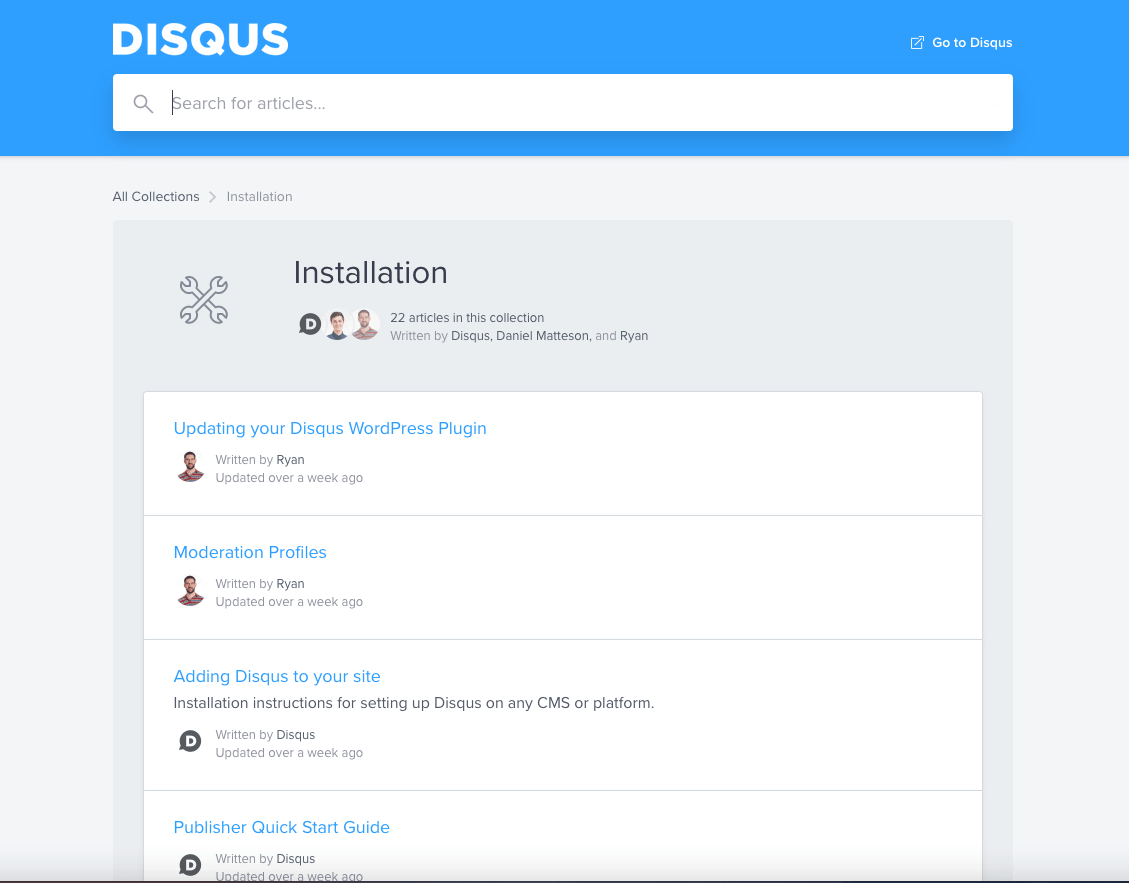 DISQUS
Go to Disqus
Search for articles...
All Collections
Installation
Installation
22 articles in this collection
Written by Disqus, Daniel Matteson, and Ryan
Updating your Disqus WordPress Plugin
Written by Ryan
Updated over a week ago
Moderation Profiles
Written by Ryan
Updated over a week ago
Adding Disqus to your site
Installation instructions for setting up Disqus on any CMS or platform.
Written by Disqus
Updated over a week ago
Publisher Quick Start Guide
Written by Disqus
Updated over a week ago